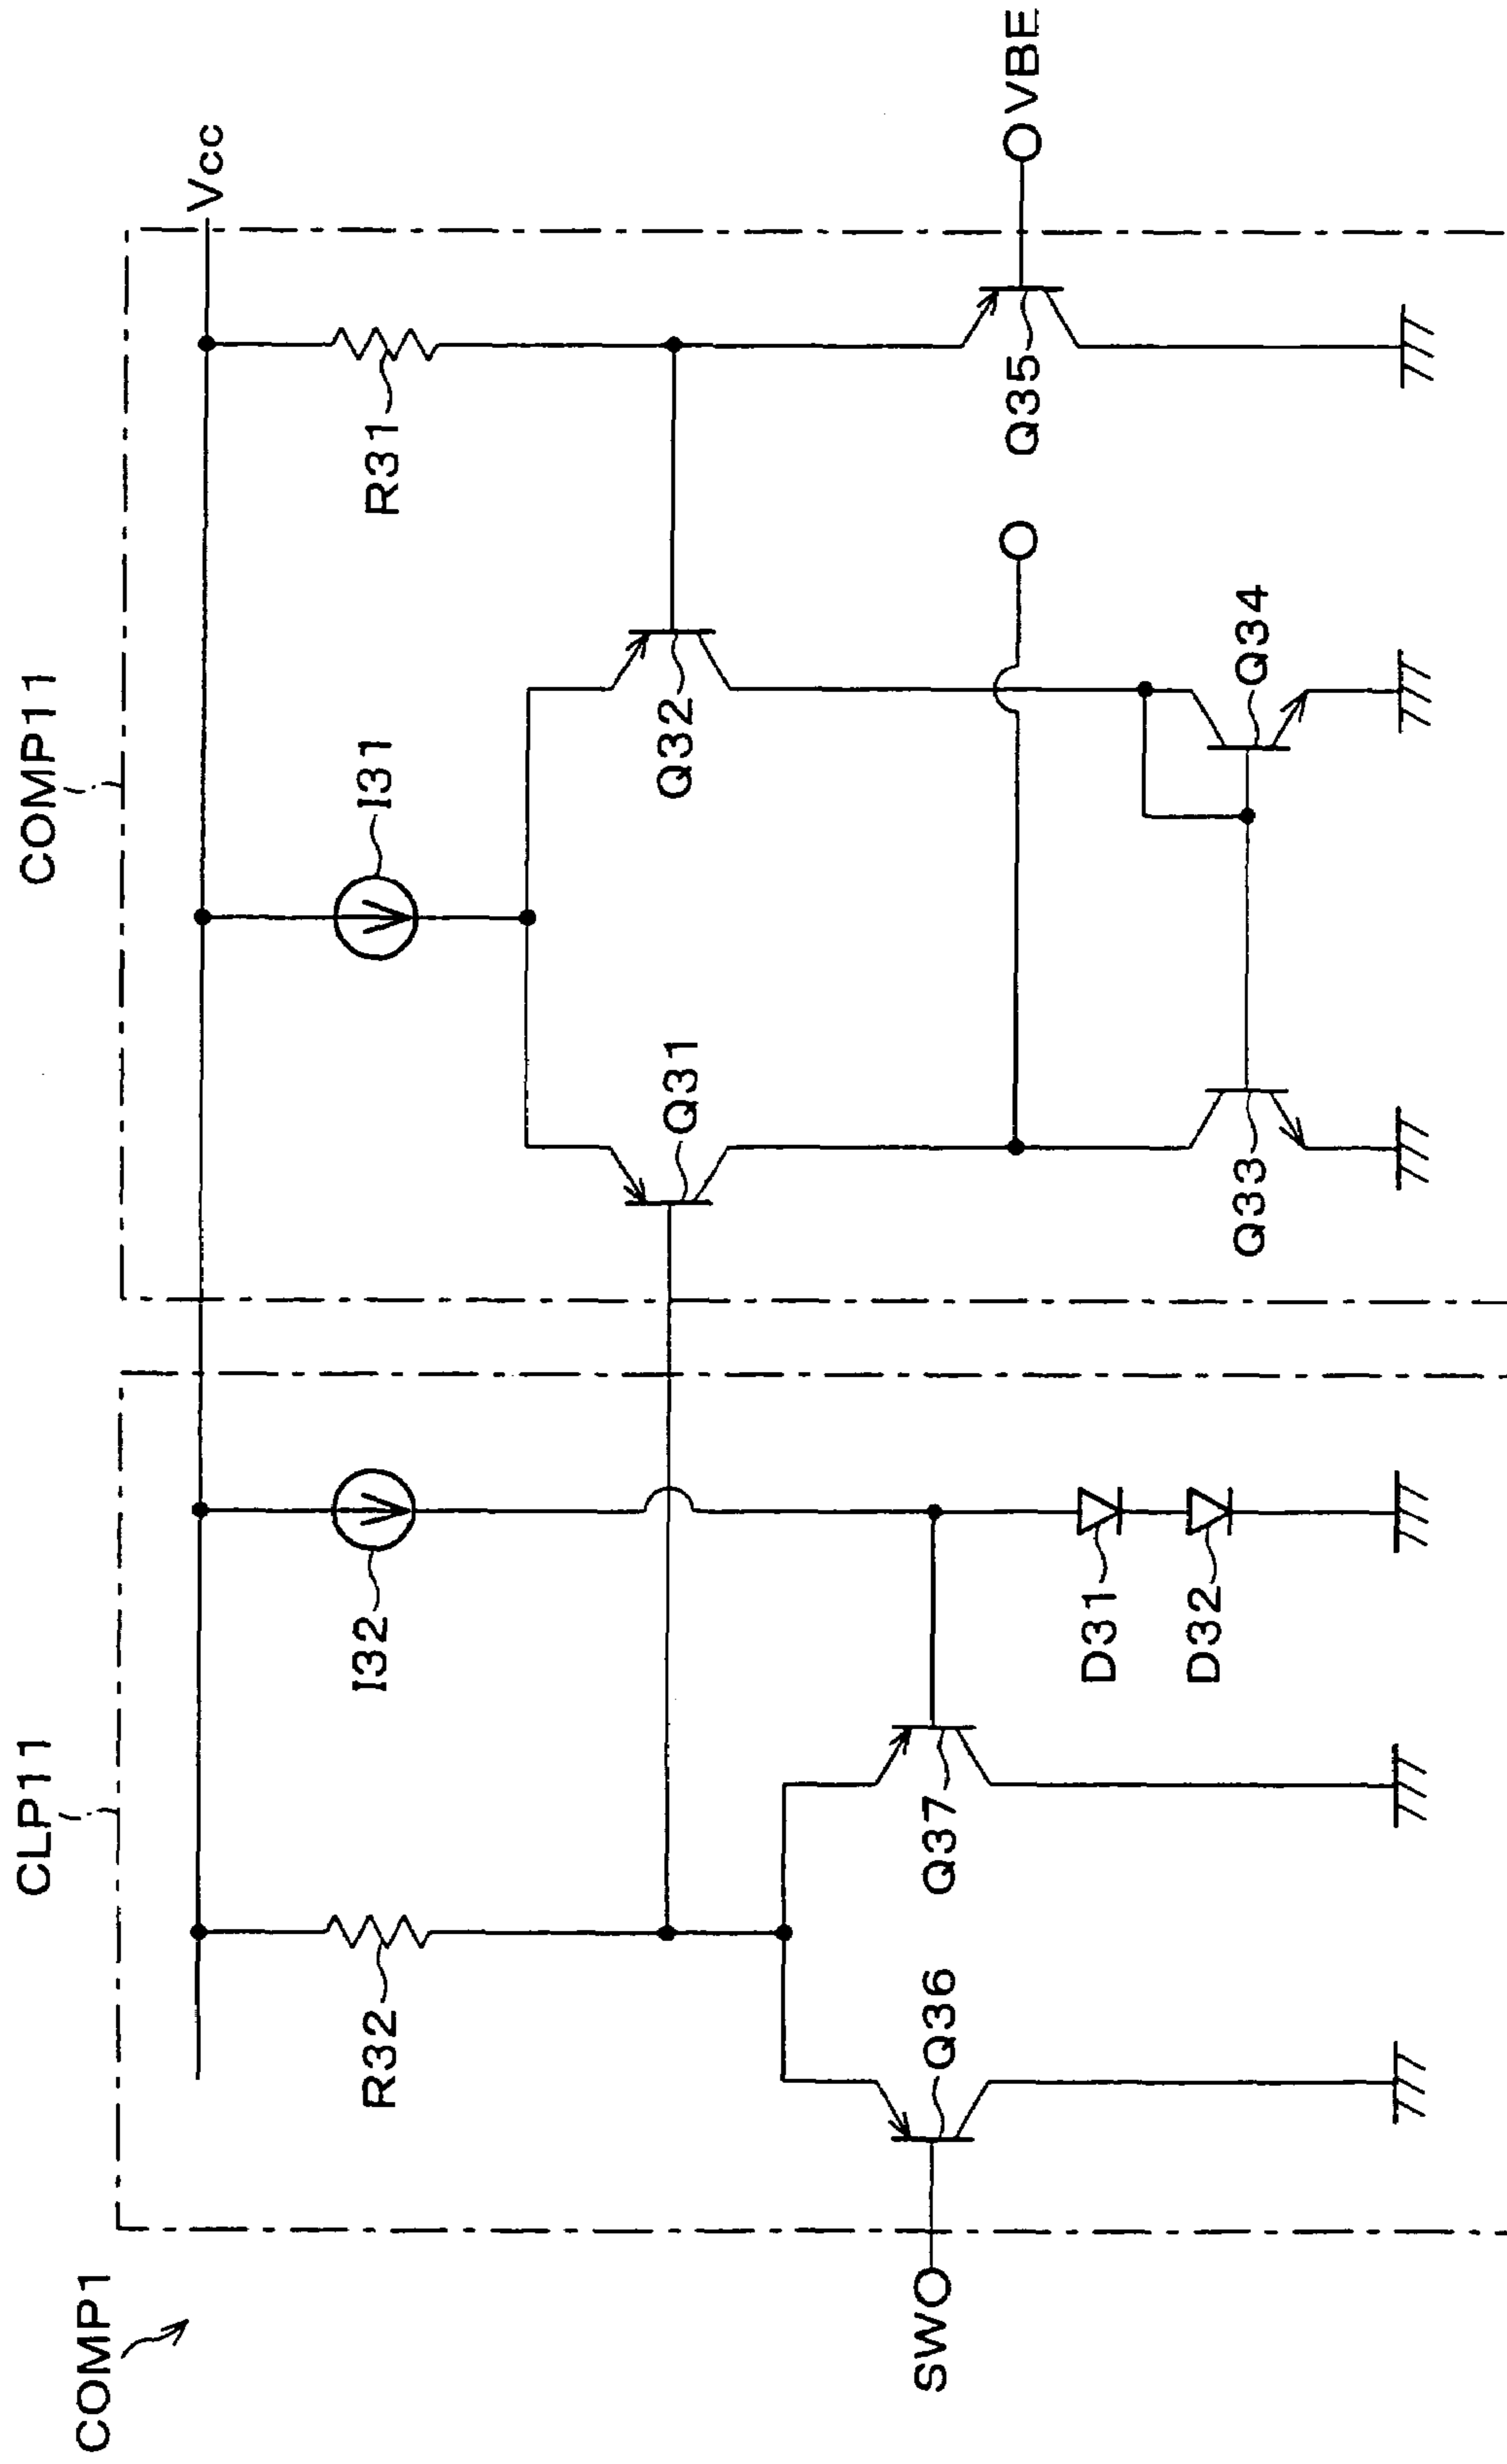 COMP1
CLP11
COMP11
Vcc
R32
I32
I31
R31
Q31
Q32
SW
Q36
Q37
D31
D32
Q33
Q34
Q35
VBE